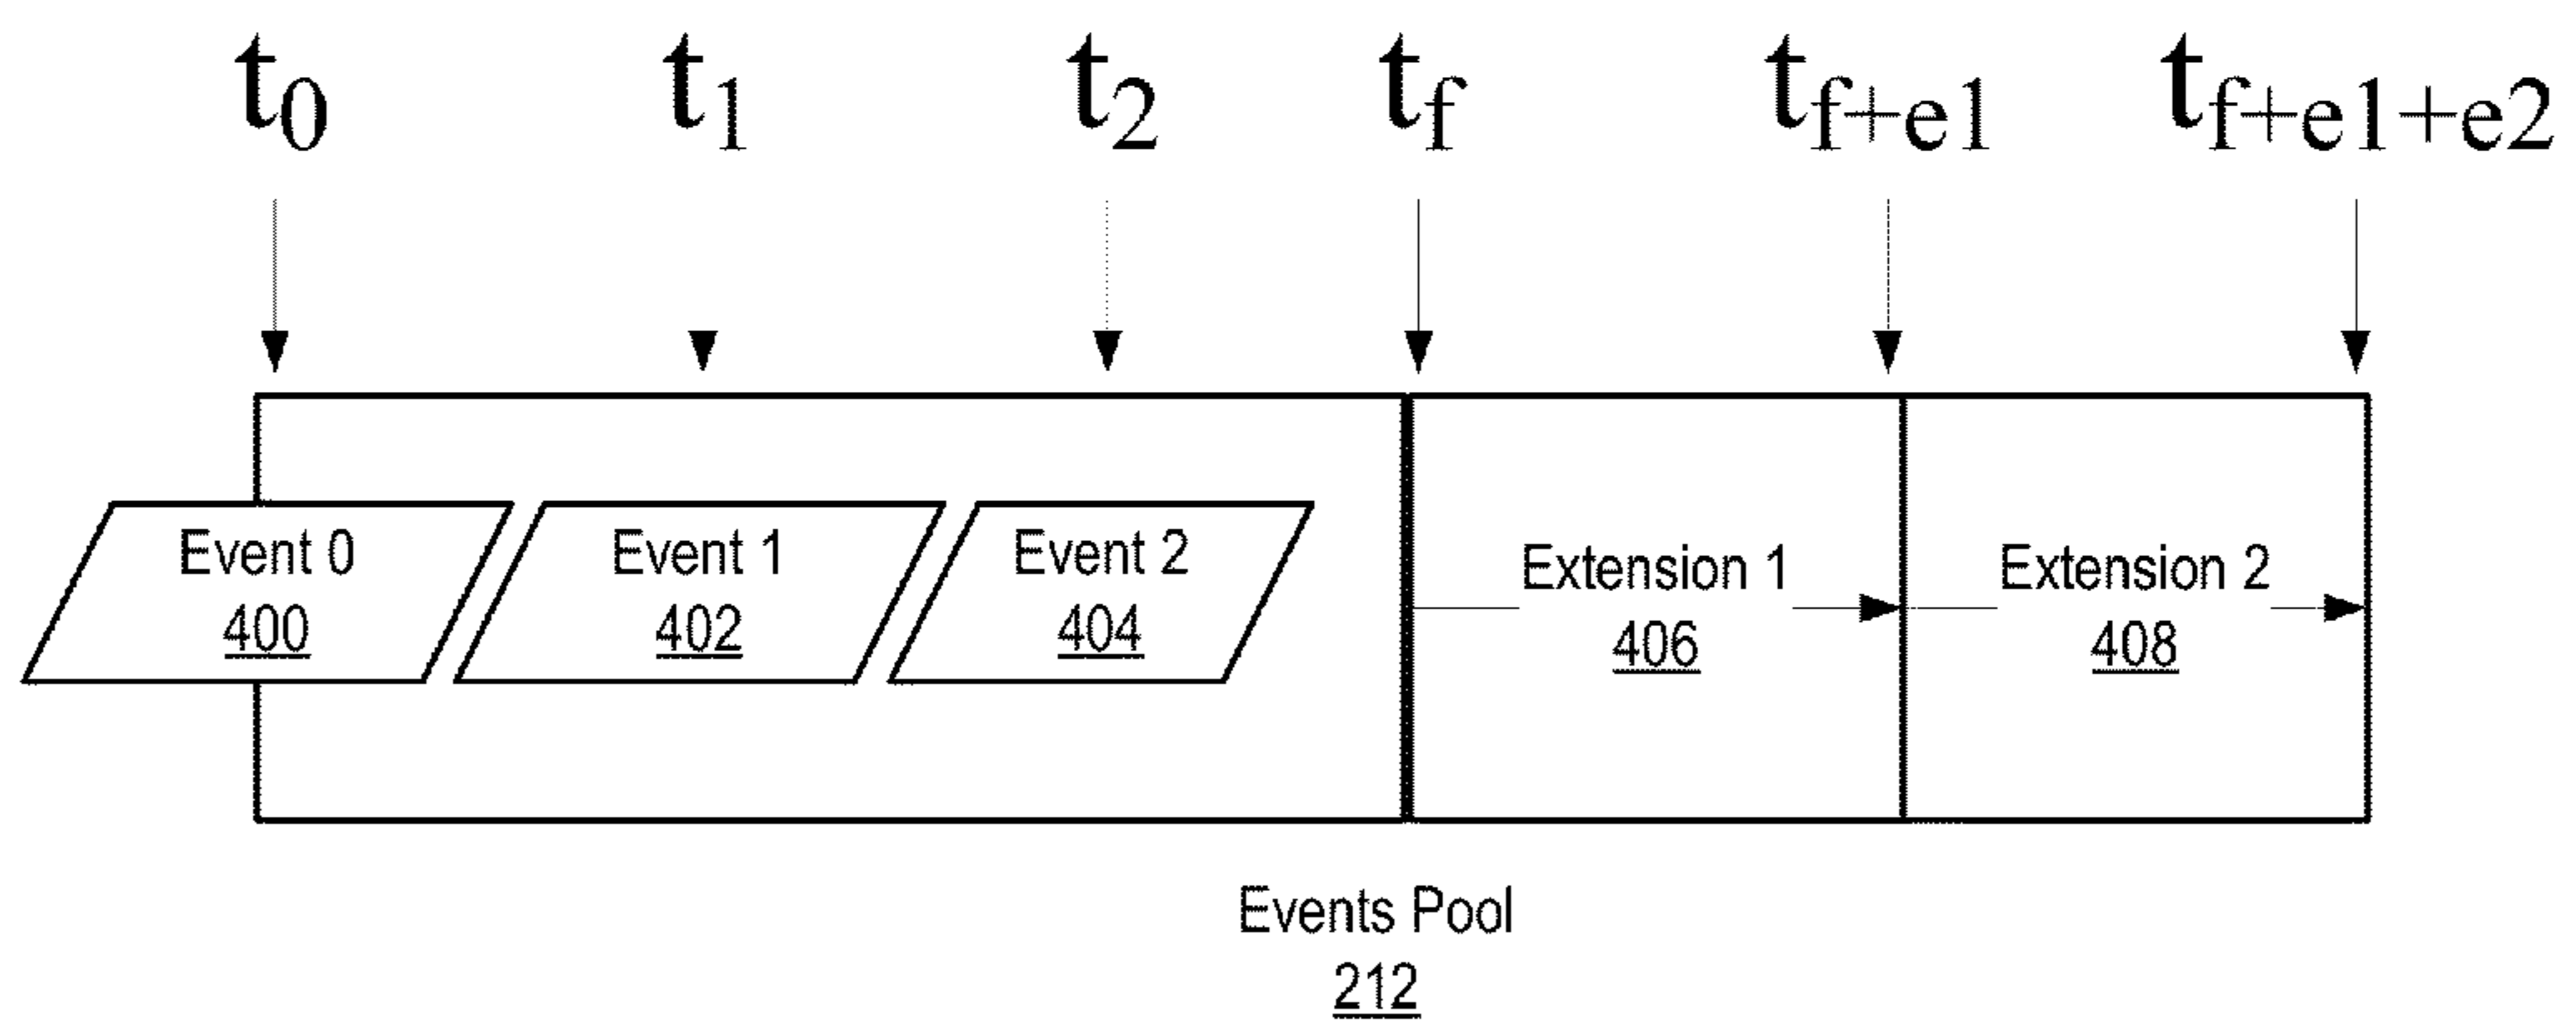 t0 t1 t2 tf tf+e1 tf+e1+e2
Event 0
400
Event 1
402
Event 2
404
Extension 1
406
Extension 2
408
Events Pool
212